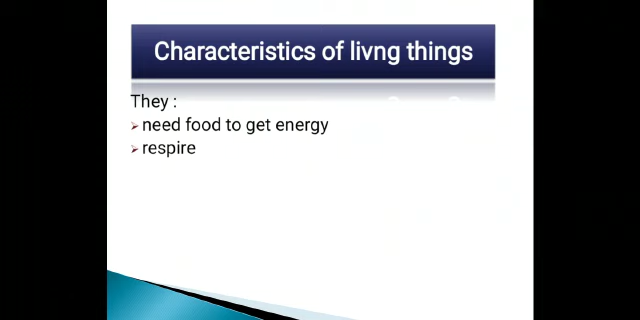 Characteristics of livng things
They :
➢ need food to get energy
➢ respire